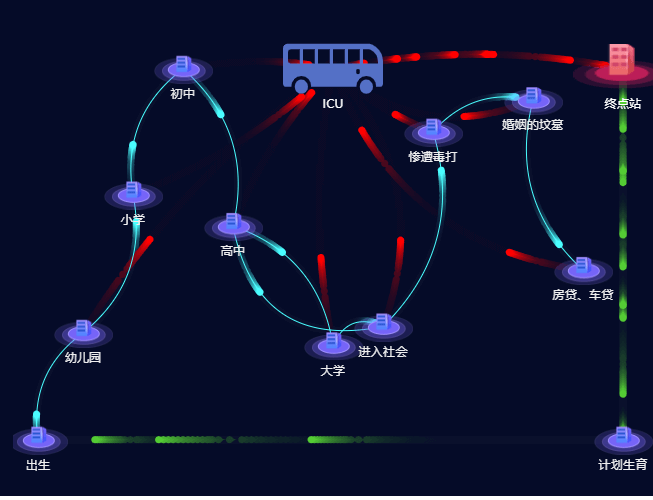 初中
ICU
终点站
婚姻的坟墓
惨遭毒打
小学
高中
房贷、车贷
幼儿园
大学
进入社会
出生
计划生育